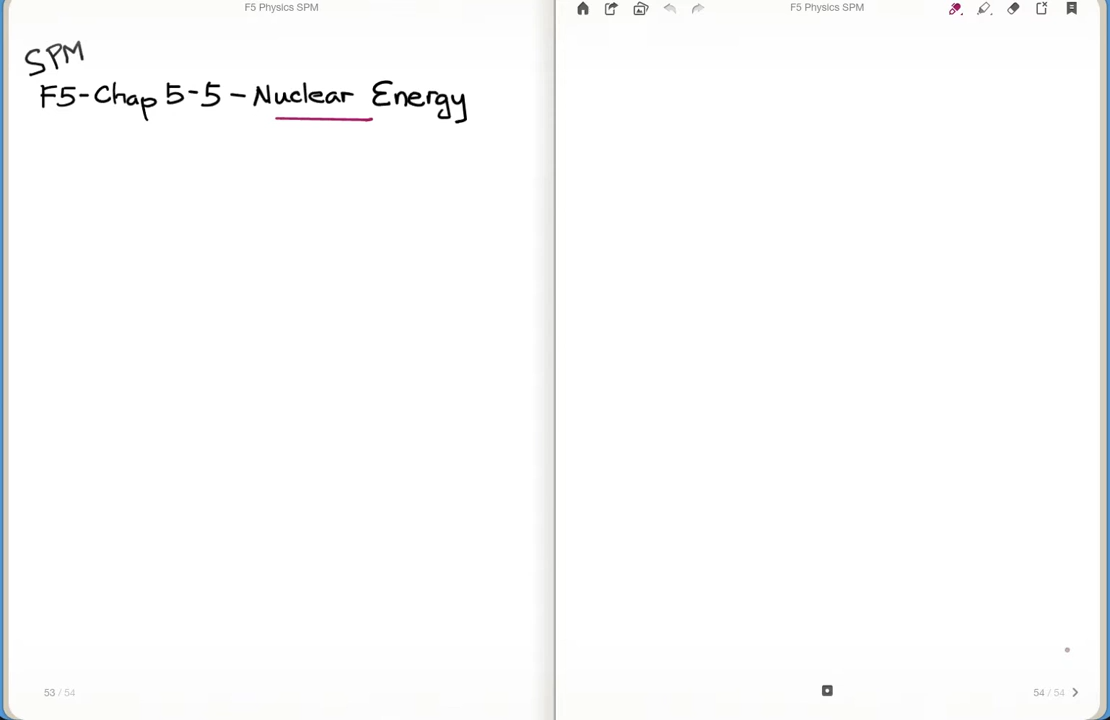 F5 Physics SPM
F5 Physics SPM
SPM
F5-Chap 5-5 - Nuclear Energy
53 / 54
54 / 54